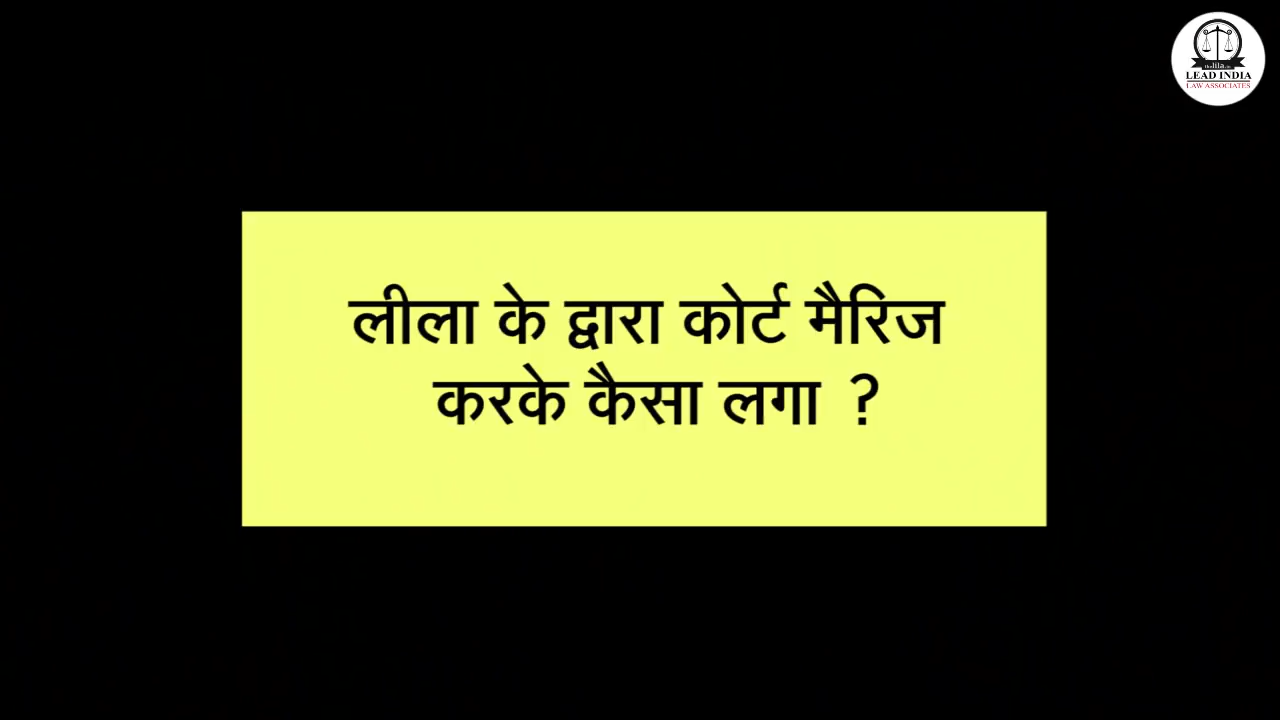 LEAD INDIA
LAW ASSOCIATES
लीला के द्वारा कोर्ट मैरिज
करके कैसा लगा ?